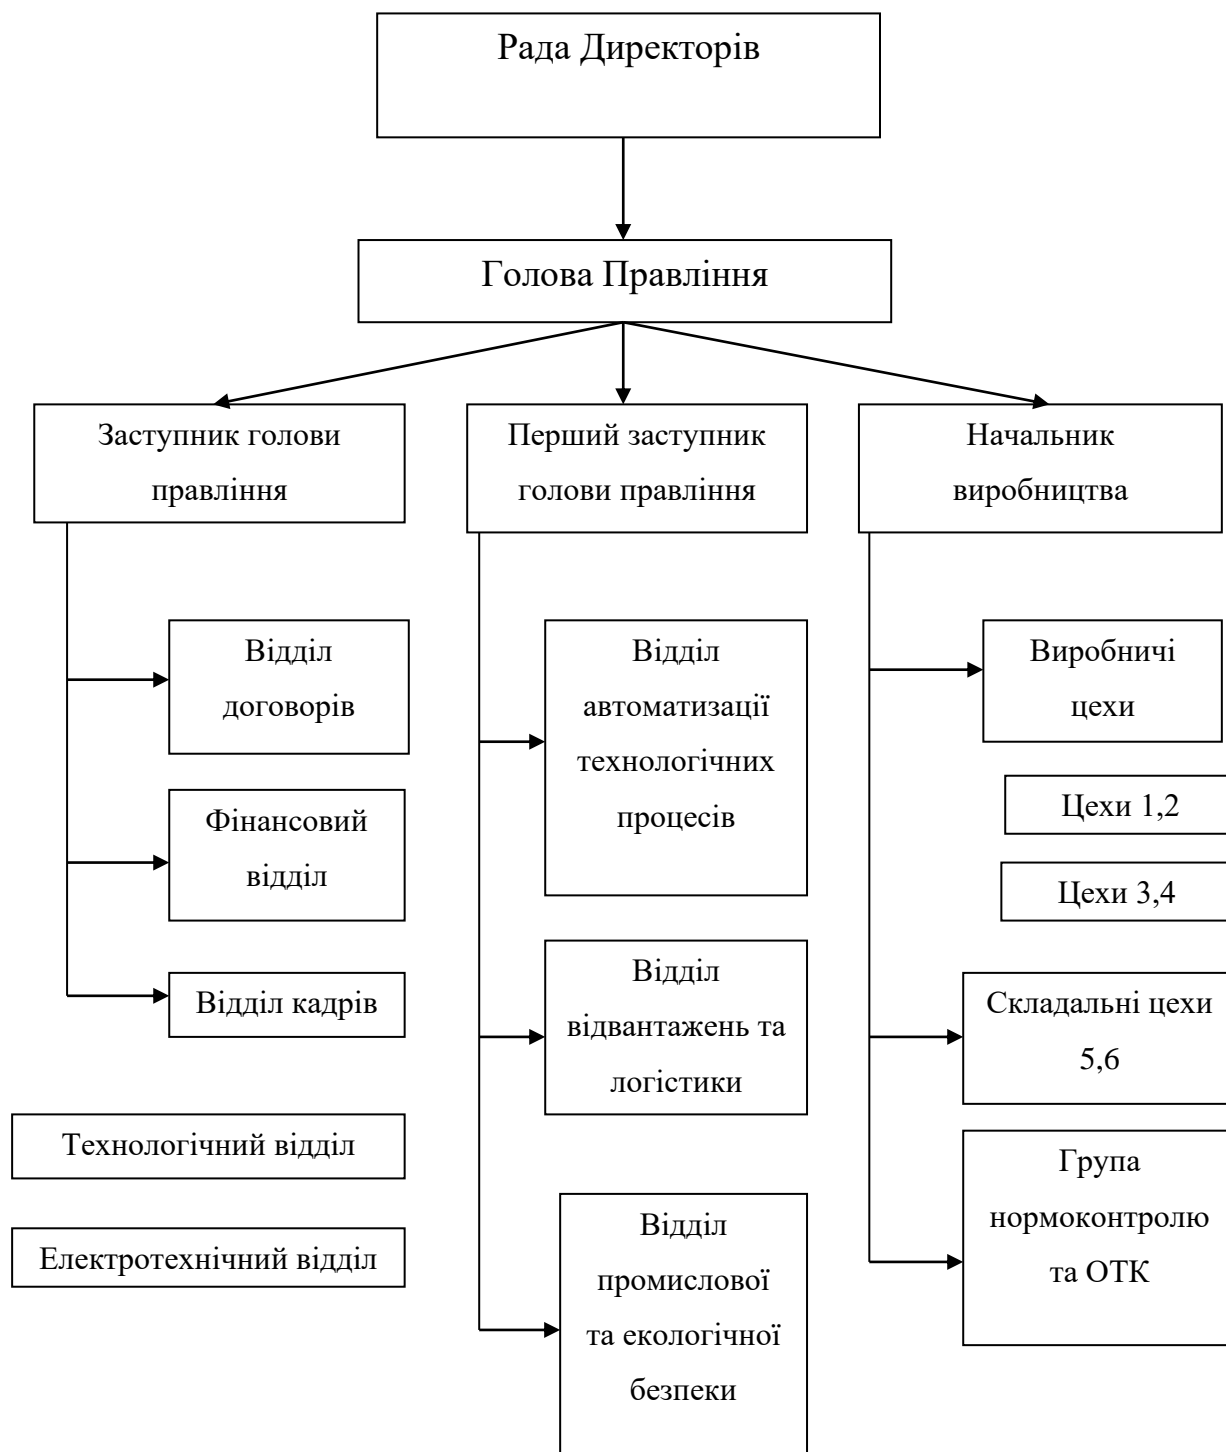 Рада Директорів
Голова Правління
Заступник голови
правління
Перший заступник
голови правління
Начальник
виробництва
Відділ
договорів
Фінансовий
відділ
Відділ кадрів
Технологічний відділ
Електротехнічний відділ
Відділ
автоматизації
технологічних
процесів
Відділ
відвантажень та
логістики
Відділ
промислової
та екологічної
безпеки
Виробничі
цехи
Цехи 1,2
Цехи 3,4
Складальні цехи
5,6
Група
нормоконтролю
та ОТК